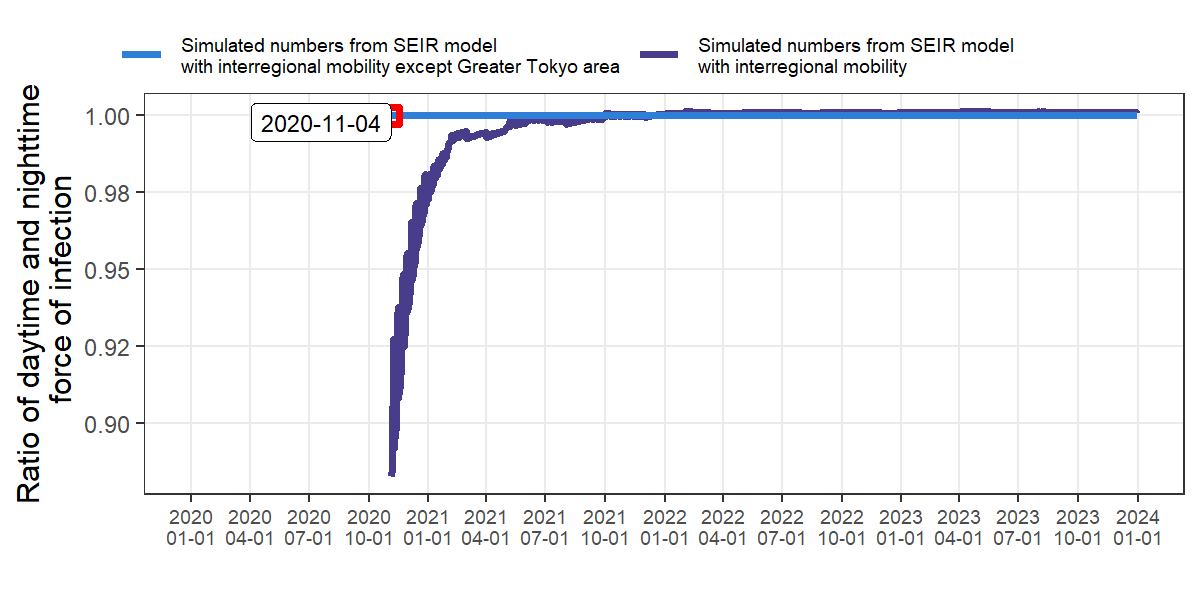 Simulated numbers from SEIR model
with interregional mobility except Greater Tokyo area
Simulated numbers from SEIR model
with interregional mobility
Ratio of daytime and nighttime
force of infection
1.00
0.98
0.95
0.92
0.90
2020-11-04
2020 2020 2020 2020 2021 2021 2021 2021 2022 2022 2022 2022 2023 2023 2023 2023 2024
01-01 04-01 07-01 10-01 01-01 04-01 07-01 10-01 01-01 04-01 07-01 10-01 01-01 04-01 07-01 10-01 01-01